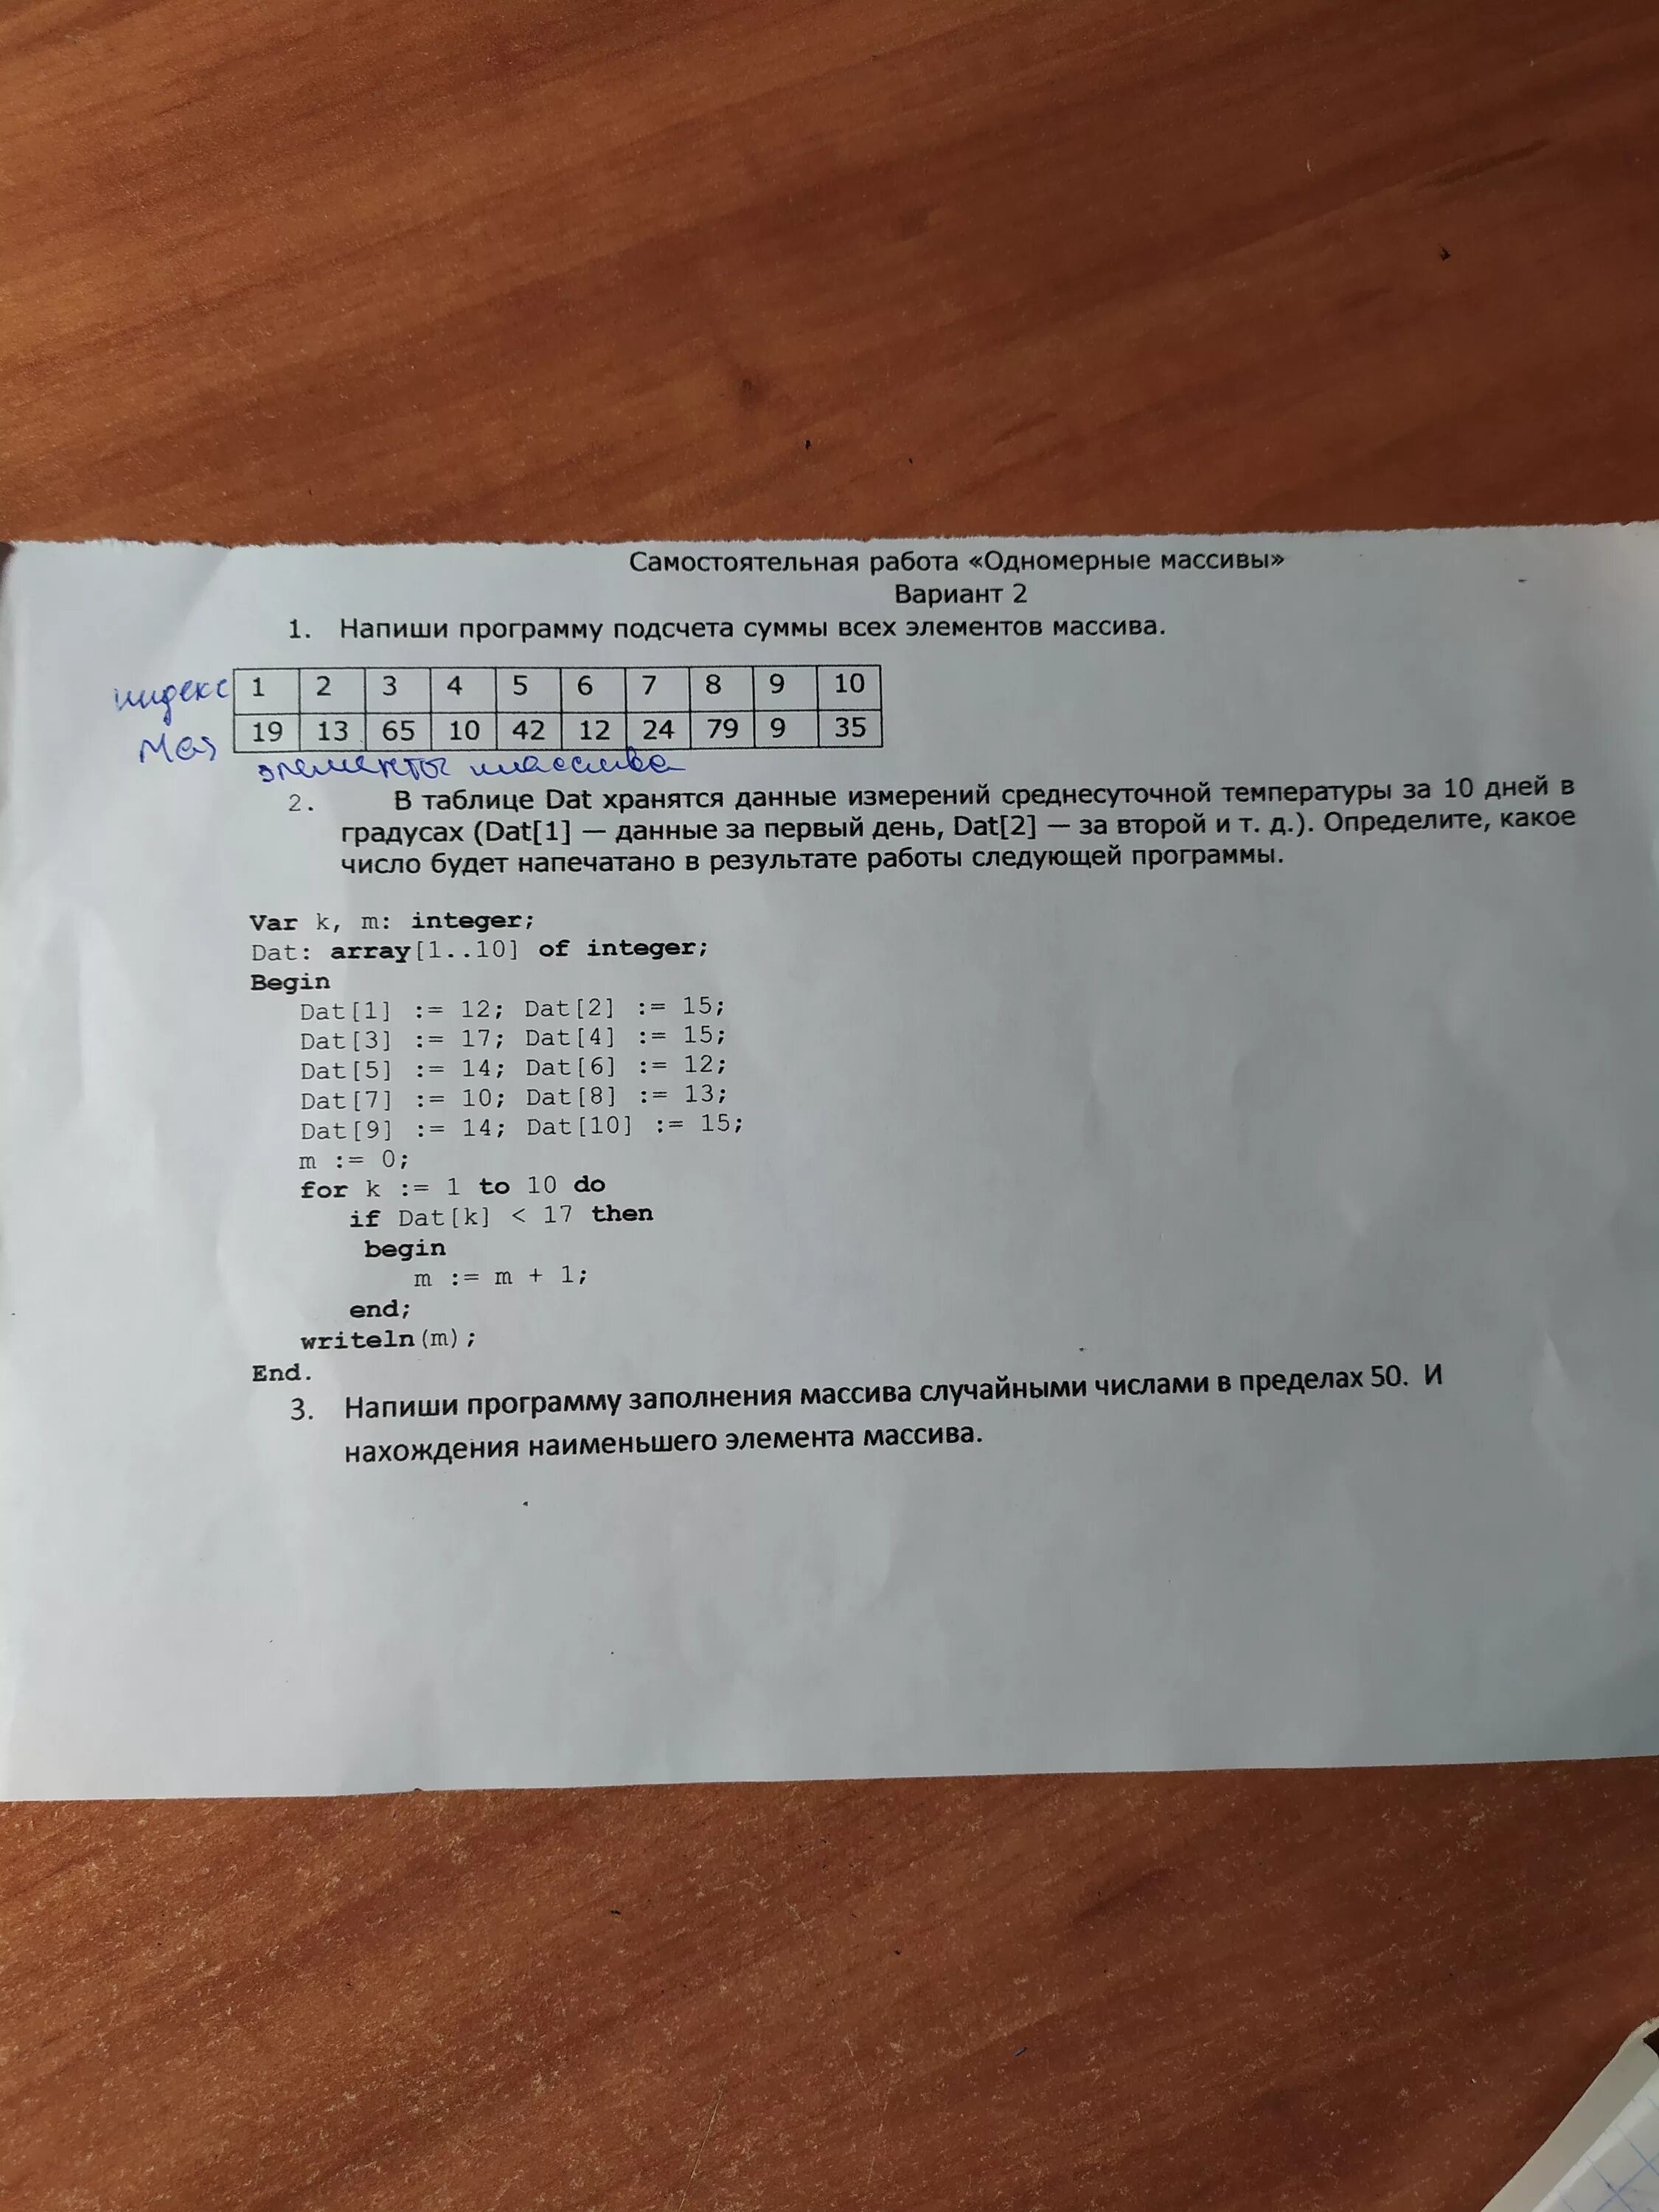 Самостоятельная работа «Одномерные массивы»
Вариант 2
1. Напиши программу подсчета суммы всех элементов массива.
индекс 1 2 3 4 5 6 7 8 9 10
Mas 19 13 65 10 42 12 24 79 9 35
элементы массива
2. В таблице Dat хранятся данные измерений среднесуточной температуры за 10 дней в
градусах (Dat[1] — данные за первый день, Dat[2] — за второй и т. д.). Определите, какое
число будет напечатано в результате работы следующей программы.
Var k, m: integer;
Dat: array[1..10] of integer;
Begin
Dat[1] := 12; Dat[2] := 15;
Dat[3] := 17; Dat[4] := 15;
Dat[5] := 14; Dat[6] := 12;
Dat[7] := 10; Dat[8] := 13;
Dat[9] := 14; Dat[10] := 15;
m := 0;
for k := 1 to 10 do
if Dat[k] < 17 then
begin
m := m + 1;
end;
writeln(m);
End.
3. Напиши программу заполнения массива случайными числами в пределах 50. И
нахождения наименьшего элемента массива.